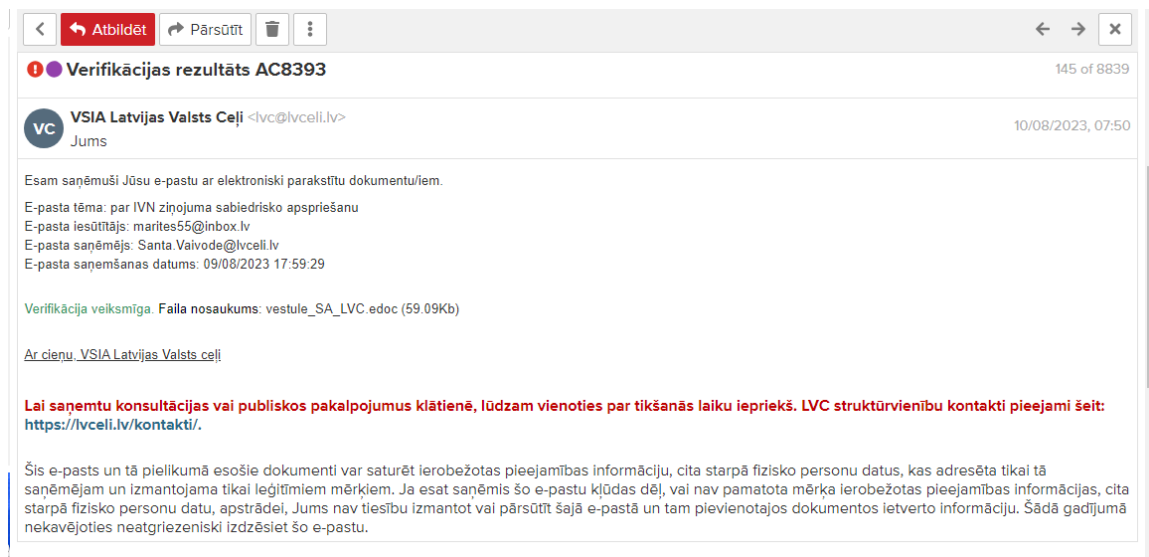 Atbildēt Pārsūtīt
Verifikācijas rezultāts AC8393
145 of 8839
VC
VSIA Latvijas Valsts Ceļi <lvc@lvceli.lv>
Jums
10/08/2023, 07:50
Esam saņēmuši Jūsu e-pastu ar elektroniski parakstītu dokumentu/iem.
E-pasta tēma: par IVN ziņojuma sabiedrisko apspriešanu
E-pasta iesūtītājs: marites55@inbox.lv
E-pasta saņēmējs: Santa.Vaivode@lvceli.lv
E-pasta saņemšanas datums: 09/08/2023 17:59:29
Verifikācija veiksmīga. Faila nosaukums: vestule_SA_LVC.edoc (59.09Kb)
Ar cieņu, VSIA Latvijas Valsts ceļi
Lai saņemtu konsultācijas vai publiskos pakalpojumus klātienē, lūdzam vienoties par tikšanās laiku iepriekš. LVC struktūrvienību kontakti pieejami šeit:
https://lvceli.lv/kontakti/.
Šis e-pasts un tā pielikumā esošie dokumenti var saturēt ierobežotas pieejamības informāciju, cita starpā fizisko personu datus, kas adresēta tikai tā
saņēmējam un izmantojama tikai leģitīmiem mērķiem. Ja esat saņēmis šo e-pastu kļūdas dēļ, vai nav pamatota mērķa ierobežotas pieejamības informācijas, cita
starpā fizisko personu datu, apstrādei, Jums nav tiesību izmantot vai pārsūtīt šajā e-pastā un tam pievienotajos dokumentos ietverto informāciju. Šādā gadījumā
nekavējoties neatgriezeniski izdzēsiet šo e-pastu.